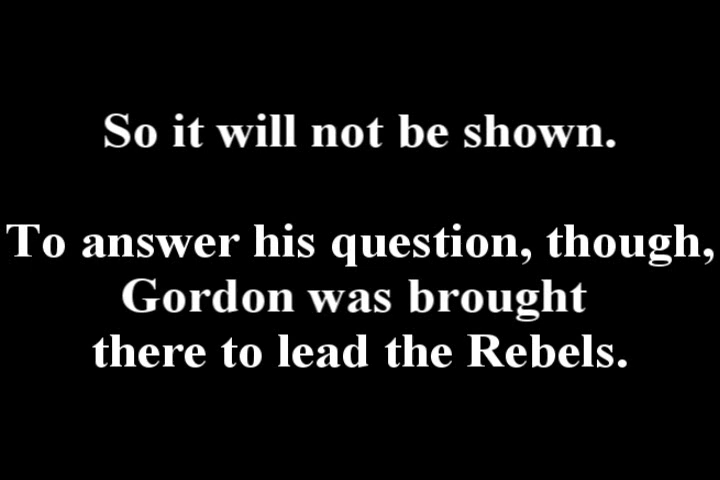 So it will not be shown.
To answer his question, though,
Gordon was brought
there to lead the Rebels.